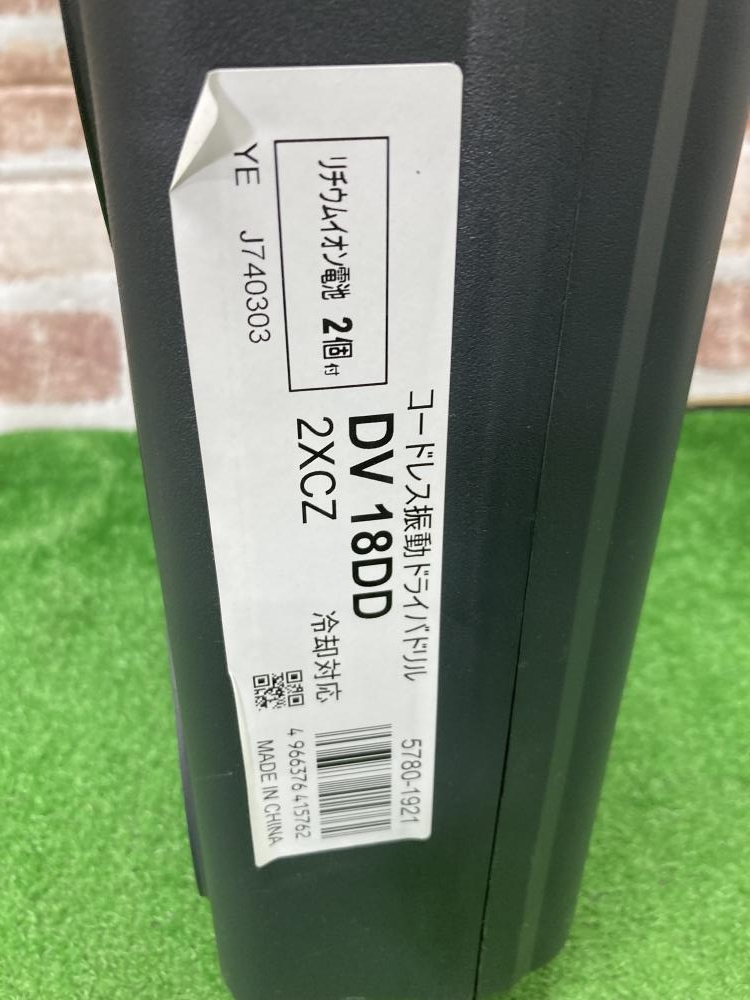 コードレス振動ドライバドリル
DV 18DD
2XCZ
リチウムイオン電池 2個付
YE J740303
冷却対応
5780-1921
4 966376 415762
MADE IN CHINA